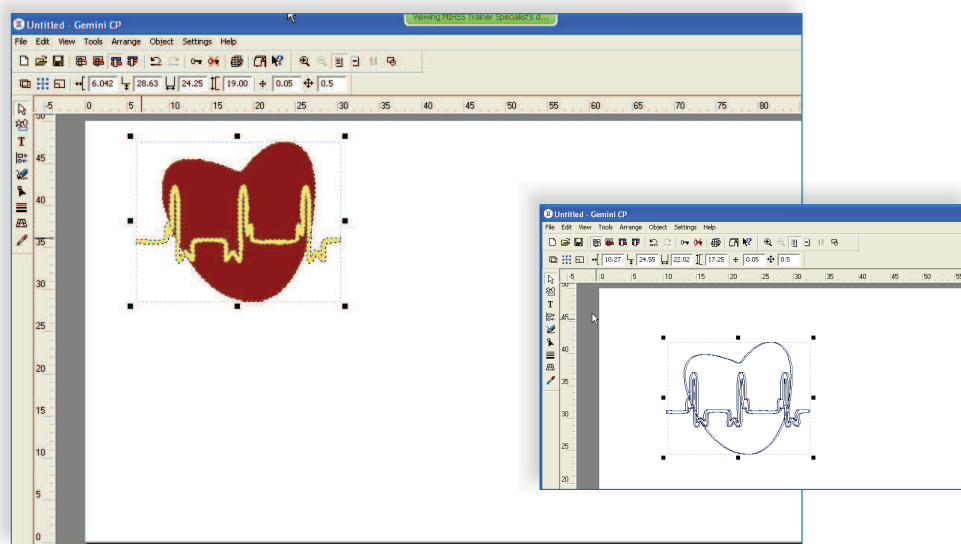 Viewing MIHSS Trainer Specialist's d...
Untitled - Gemini CP
File Edit View Tools Arrange Object Settings Help
6.042 28.63 24.25 19.00 0.05 0.5
-5 0 5 10 15 20 25 30 35 40 45 50 55 60 65 70 75 80
50
T
45
40
35
30
25
20
15
10
5
0
Untitled - Gemini CP
File Edit View Tools Arrange Object Settings Help
10.27 24.55 22.02 17.25 0.05 0.5
-5 0 5 10 15 20 25 30 35 40 45 50 55
50
T
45
40
35
30
25
20